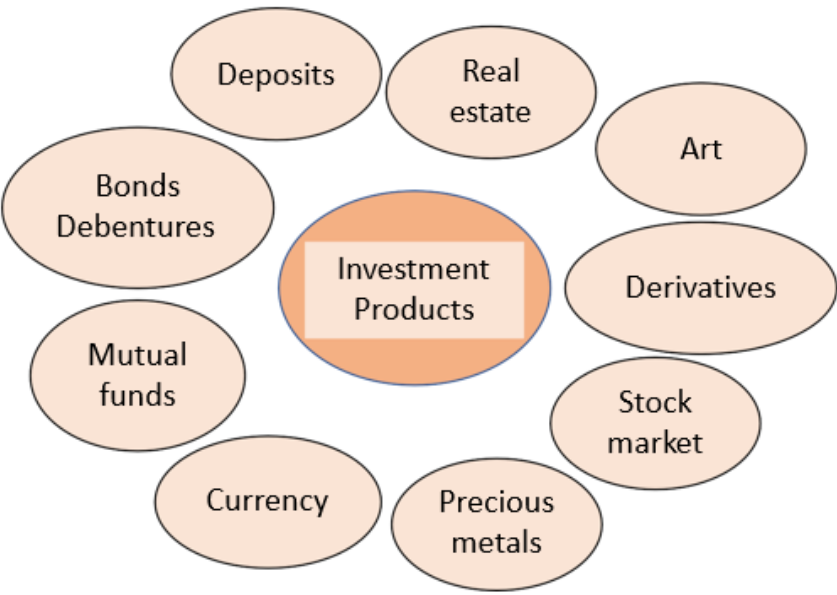 Deposits
Real
estate
Art
Bonds
Debentures
Investment
Products
Derivatives
Mutual
funds
Stock
market
Currency
Precious
metals